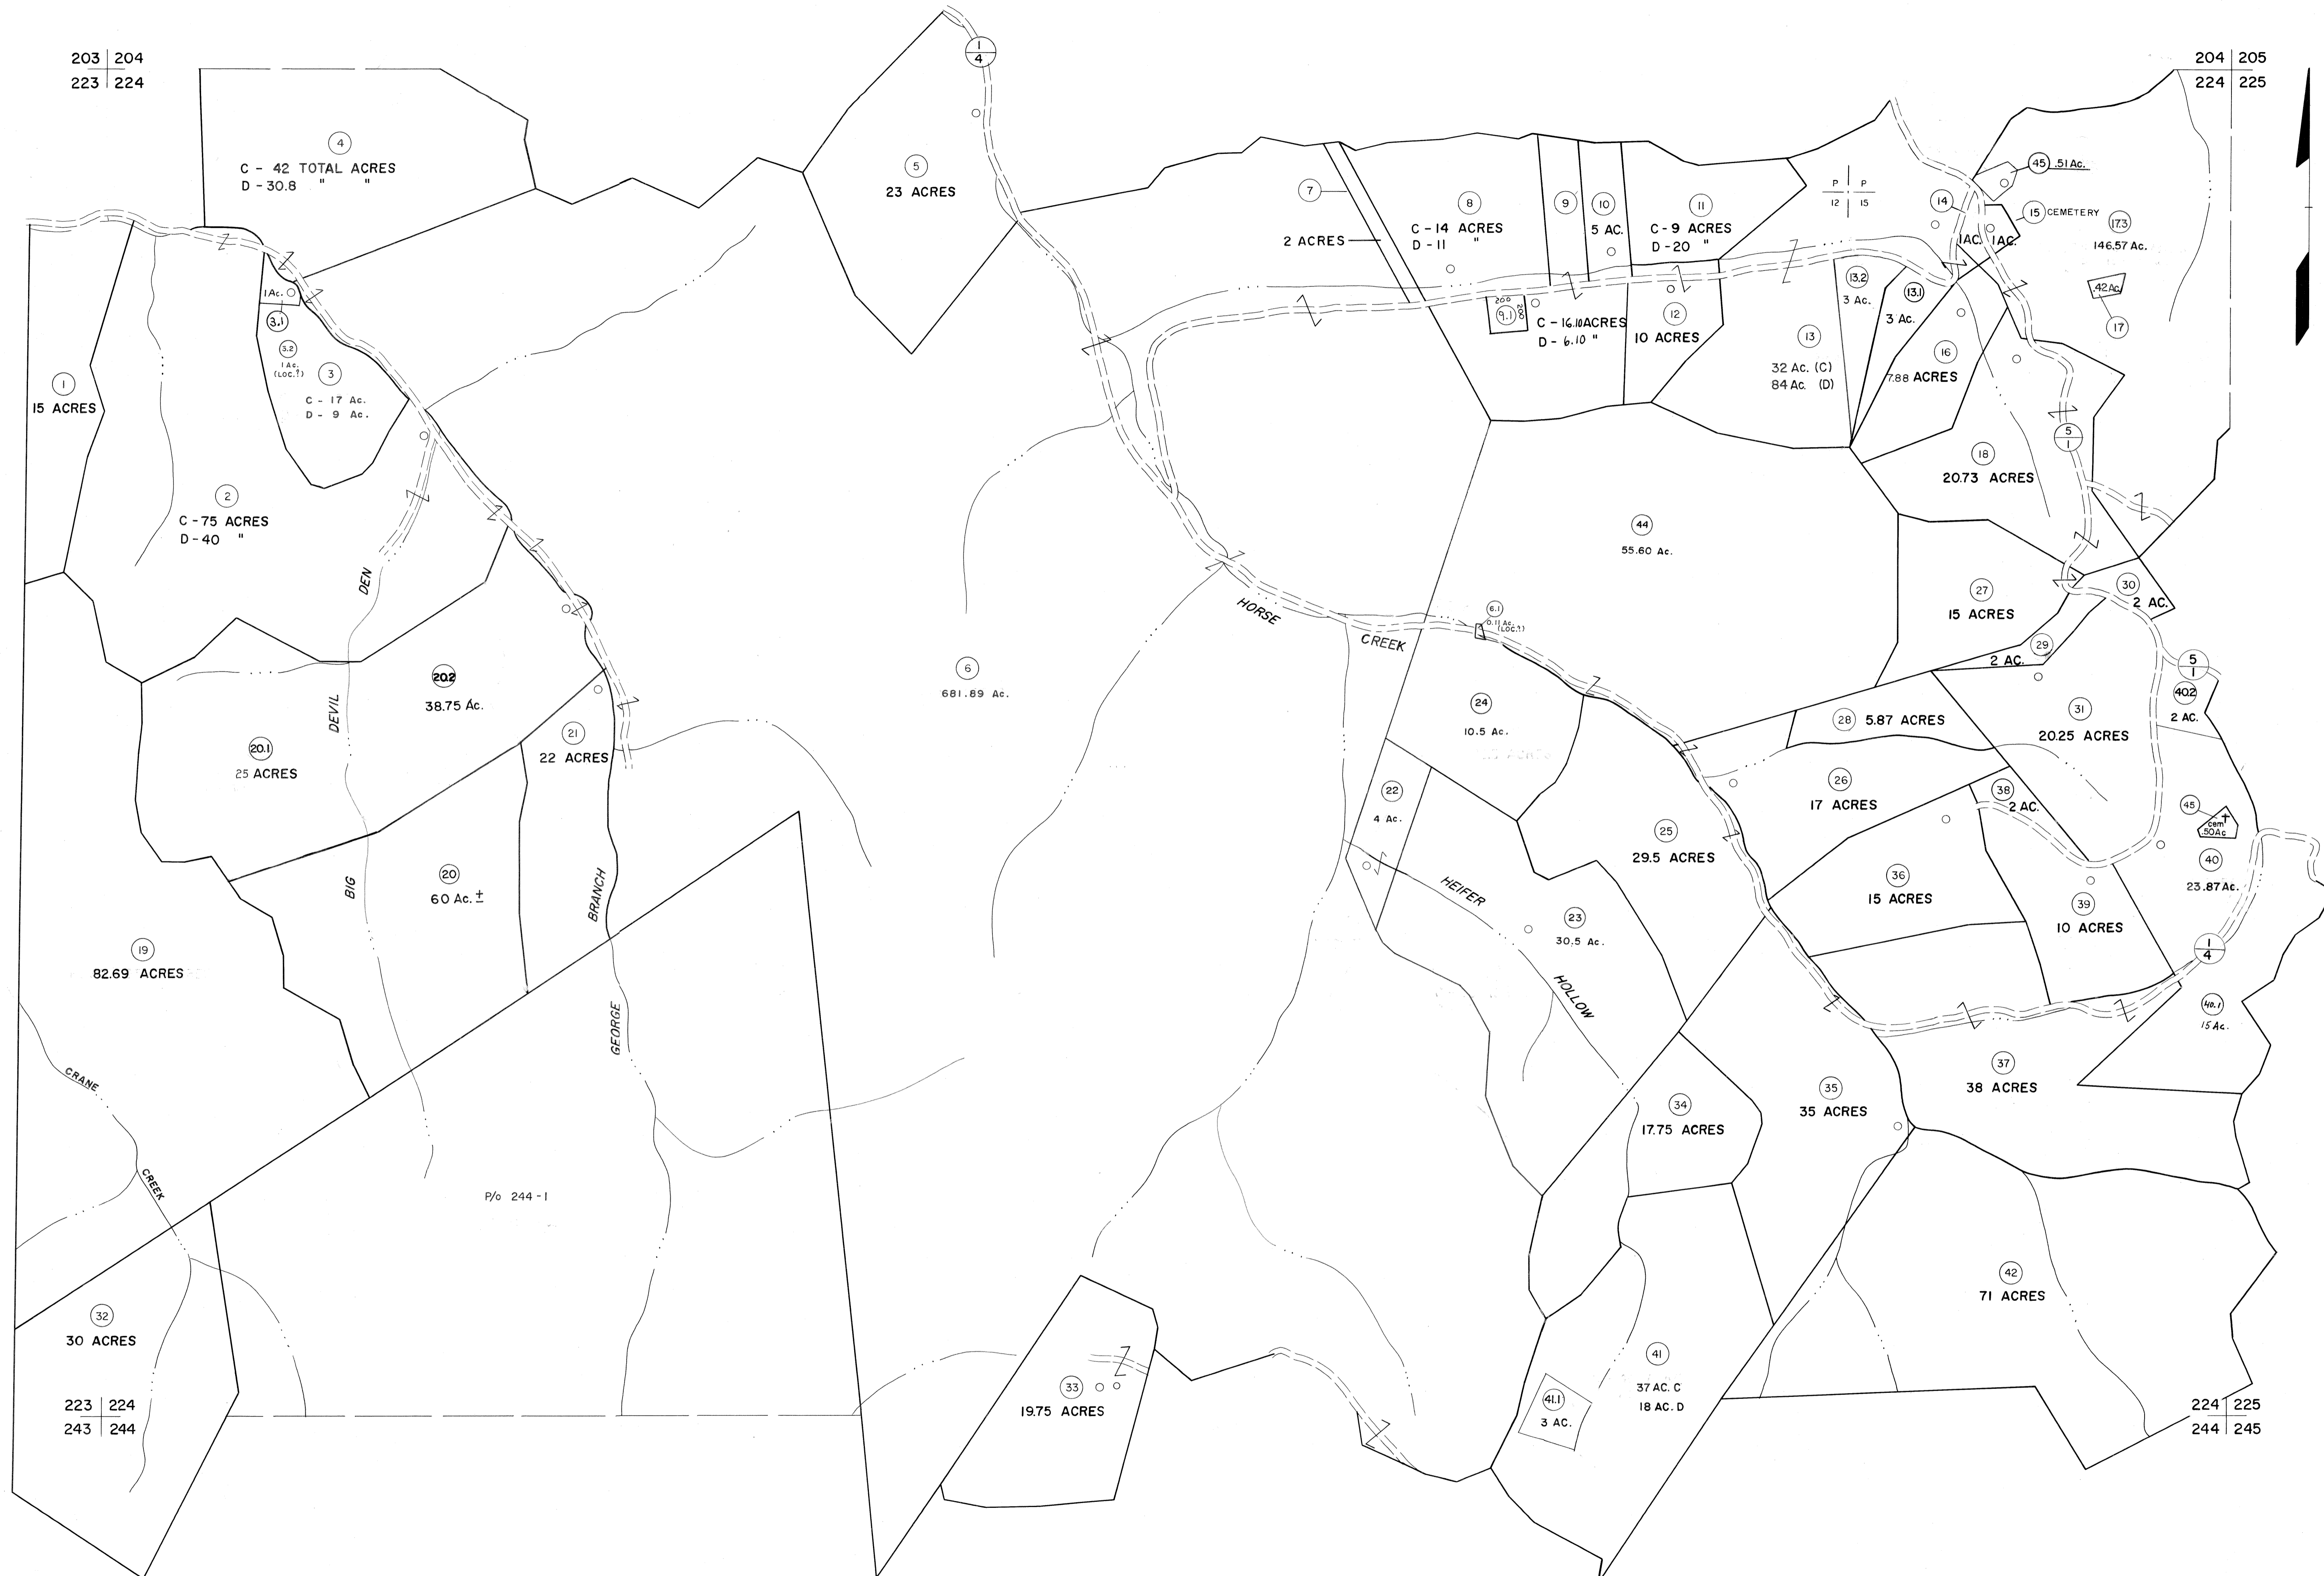 203 204
223 224
204 205
224 225
1
4
4
C - 42 TOTAL ACRES
D - 30.8 " "
5
23 ACRES
7
2 ACRES
8
C - 14 ACRES
D - 11 "
9
10
5 AC.
11
C - 9 ACRES
D - 20 "
P P
12 15
14
1 AC.
1 AC.
45 .51 Ac.
15 CEMETERY
17.3
146.57 Ac.
.42 Ac.
17
1 Ac.
3.1
3.2
1 Ac.
(LOC.?)
3
C - 17 Ac.
D - 9 Ac.
1
15 ACRES
2
C - 75 ACRES
D - 40 "
200
200
9.1
C - 16.10 ACRES
D - 6.10 "
12
10 ACRES
13
32 Ac. (C)
84 Ac. (D)
13.2
3 Ac.
13.1
3 Ac.
16
7.88 ACRES
5
1
18
20.73 ACRES
44
55.60 Ac.
27
15 ACRES
30
2 AC.
29
2 AC.
5
1
40.2
2 AC.
DEN
DEVIL
BIG
HORSE
CREEK
6.1
0.11 Ac.
(LOC.?)
6
681.89 Ac.
20.2
38.75 Ac.
20.1
25 ACRES
21
22 ACRES
24
10.5 Ac.
28 5.87 ACRES
31
20.25 ACRES
22
4 Ac.
25
29.5 ACRES
26
17 ACRES
38
2 AC.
45
cem
.50 Ac
40
23.87 Ac.
20
60 Ac. ±
BRANCH
GEORGE
HEIFER
HOLLOW
23
30.5 Ac.
36
15 ACRES
39
10 ACRES
1
4
19
82.69 ACRES
40.1
15 Ac.
CRANE
CREEK
37
38 ACRES
34
17.75 ACRES
35
35 ACRES
P/o 244 - 1
32
30 ACRES
42
71 ACRES
33
19.75 ACRES
41
37 AC. C
18 AC. D
41.1
3 AC.
223 224
243 244
224 225
244 245